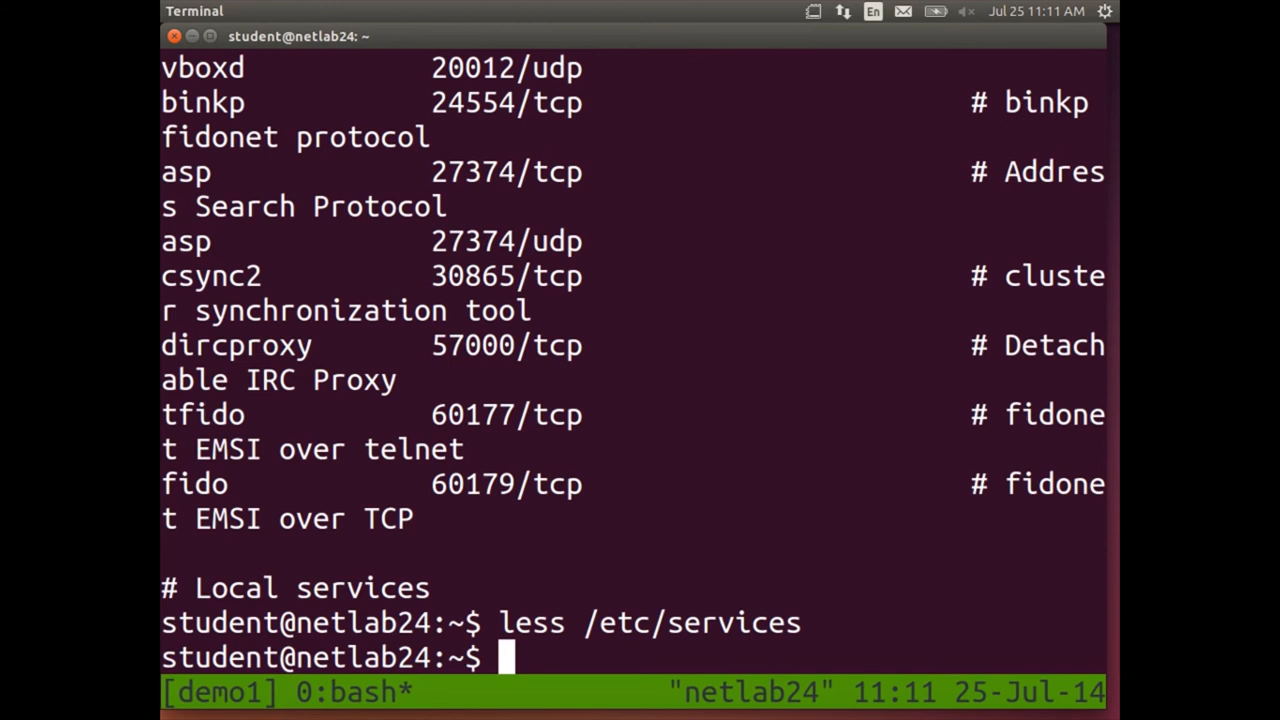 Terminal
En
Jul 25 11:11 AM
student@netlab24: ~
vboxd 20012/udp
binkp 24554/tcp # binkp
fidonet protocol
asp 27374/tcp # Addres
s Search Protocol
asp 27374/udp
csync2 30865/tcp # cluste
r synchronization tool
dircproxy 57000/tcp # Detach
able IRC Proxy
tfido 60177/tcp # fidone
t EMSI over telnet
fido 60179/tcp # fidone
t EMSI over TCP
# Local services
student@netlab24:~$ less /etc/services
student@netlab24:~$
[demo1] 0:bash* "netlab24" 11:11 25-Jul-14